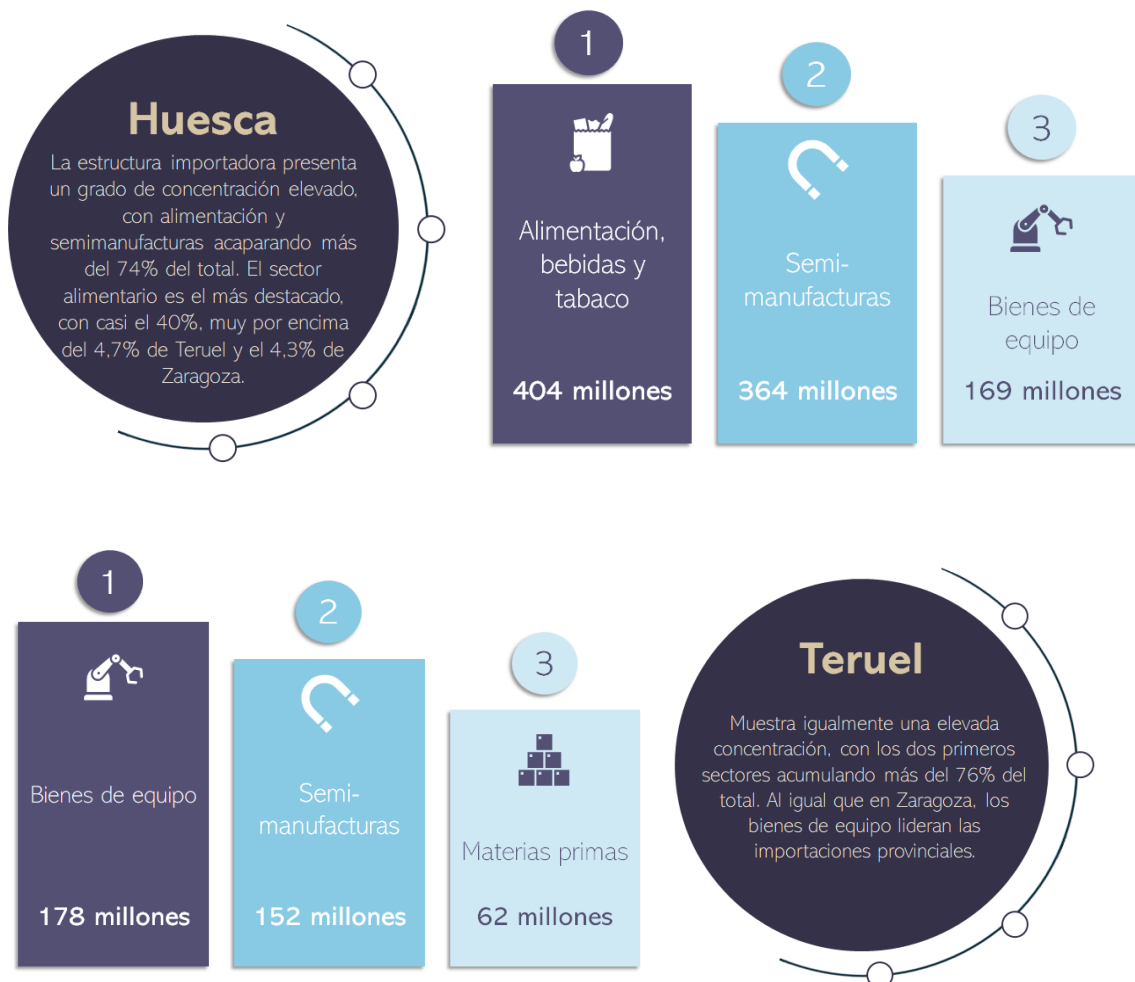 Huesca
La estructura importadora presenta
un grado de concentración elevado,
con alimentación y
semimanufacturas acaparando más
del 74% del total. El sector
alimentario es el más destacado,
con casi el 40%, muy por encima
del 4,7% de Teruel y el 4,3% de
Zaragoza.
1
Alimentación,
bebidas y
tabaco
404 millones
2
Semi-
manufacturas
364 millones
3
Bienes de
equipo
169 millones
1
Bienes de equipo
178 millones
2
Semi-
manufacturas
152 millones
3
Materias primas
62 millones
Teruel
Muestra igualmente una elevada
concentración, con los dos primeros
sectores acumulando más del 76% del
total. Al igual que en Zaragoza, los
bienes de equipo lideran las
importaciones provinciales.